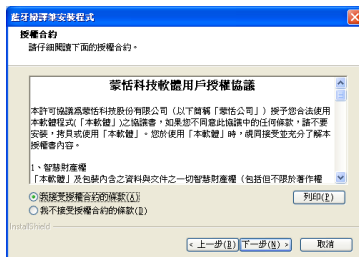 藍牙掃譯筆安裝程式
授權合約
請仔細閱讀下面的授權合約。
蒙恬科技軟體用戶授權協議
本許可協議為蒙恬科技股份有限公司（以下簡稱「蒙恬公司」）授予您合法使用
本軟體程式(「本軟體」)之協議書，如果您不同意此協議中的任何條款，請不要
安裝，拷貝或使用「本軟體」。您於使用「本軟體」時，視同接受並充分了解本
授權書內容。
1、智慧財產權
「本軟體」及包裝內含之資料與文件之一切智慧財產權（包括但不限於著作權
我接受授權合約的條款(A)
我不接受授權合約的條款(D)
列印(P)
InstallShield
< 上一步(B)
下一步(N) >
取消